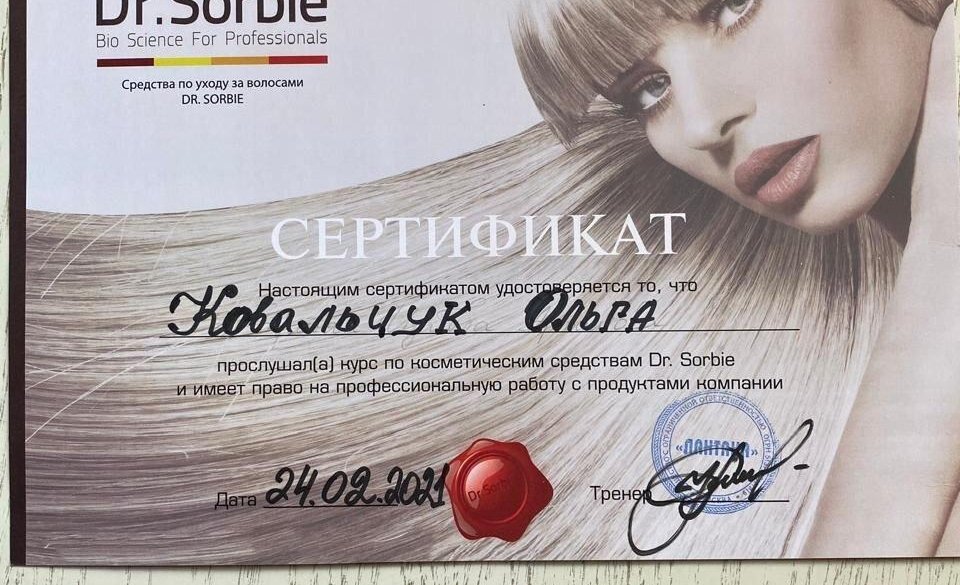 Dr.Sorbie
Bio Science For Professionals
Средства по уходу за волосами
DR. SORBIE
СЕРТИФИКАТ
Настоящим сертификатом удостоверяется то, что
Ковальчук Ольга
прослушал(а) курс по косметическим средствам Dr. Sorbie
и имеет право на профессиональную работу с продуктами компании
Дата 24.02.2021
Dr.Sorbie
Тренер